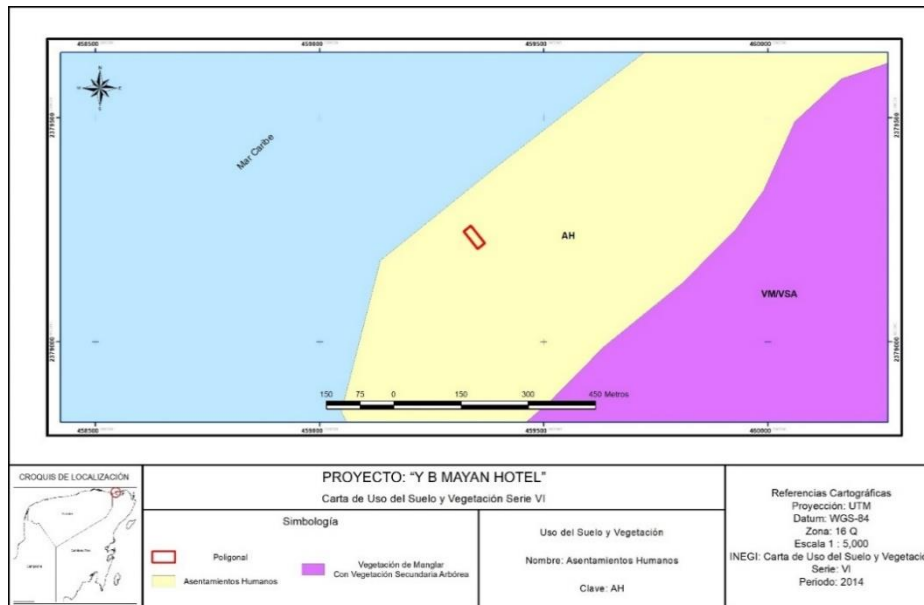 458500
459000
459500
460000
2379500
2379500
Mar Caribe
AH
VM/VSA
2379000
2379000
150 75 0 150 300 450 Metros
458500
459000
459500
460000
CROQUIS DE LOCALIZACIÓN
PROYECTO: “Y B MAYAN HOTEL”
Carta de Uso del Suelo y Vegetación Serie VI
Simbología
Poligonal
Asentamientos Humanos
Vegetación de Manglar
Con Vegetación Secundaria Arbórea
Uso del Suelo y Vegetación
Nombre: Asentamientos Humanos
Clave: AH
Referencias Cartográficas
Proyección: UTM
Datum: WGS-84
Zona: 16 Q
Escala 1 : 5,000
INEGI: Carta de Uso del Suelo y Vegetació
Serie: VI
Periodo: 2014